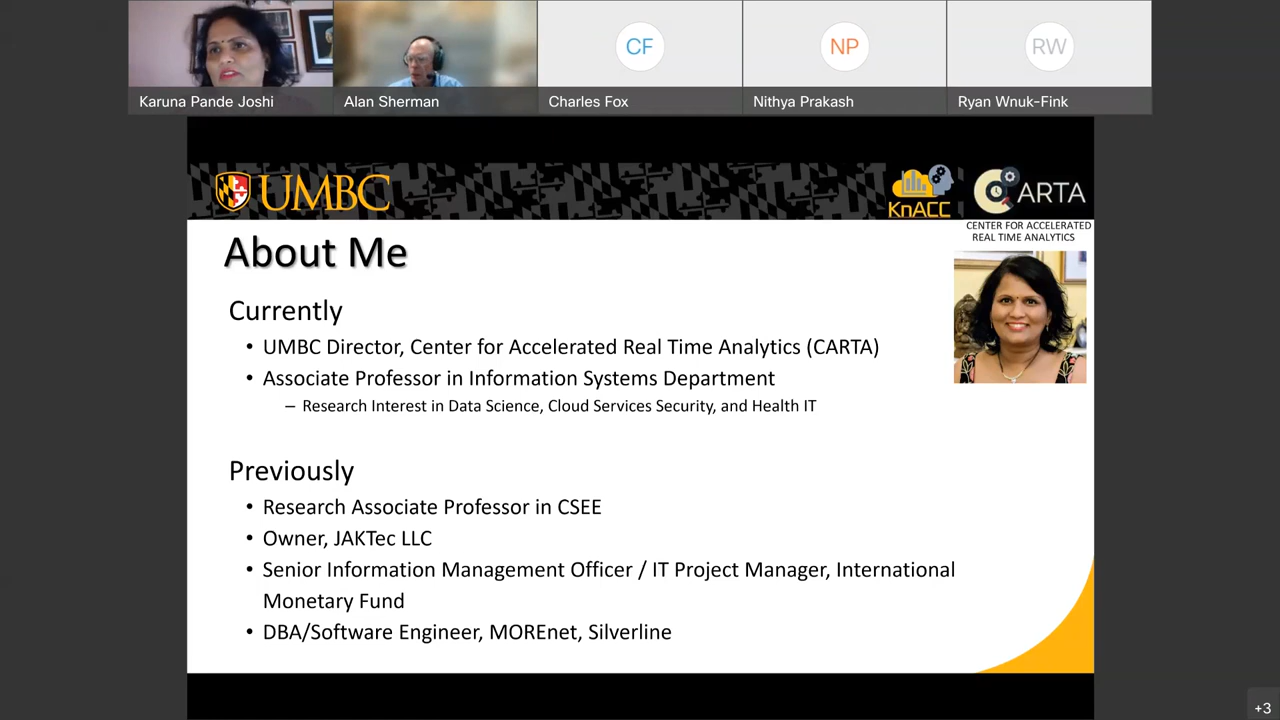 Karuna Pande Joshi
Alan Sherman
CF
Charles Fox
NP
Nithya Prakash
RW
Ryan Wnuk-Fink
UMBC
KnACC
CARTA
CENTER FOR ACCELERATED
REAL TIME ANALYTICS
About Me
Currently
• UMBC Director, Center for Accelerated Real Time Analytics (CARTA)
• Associate Professor in Information Systems Department
– Research Interest in Data Science, Cloud Services Security, and Health IT
Previously
• Research Associate Professor in CSEE
• Owner, JAKTec LLC
• Senior Information Management Officer / IT Project Manager, International
Monetary Fund
• DBA/Software Engineer, MOREnet, Silverline
+3